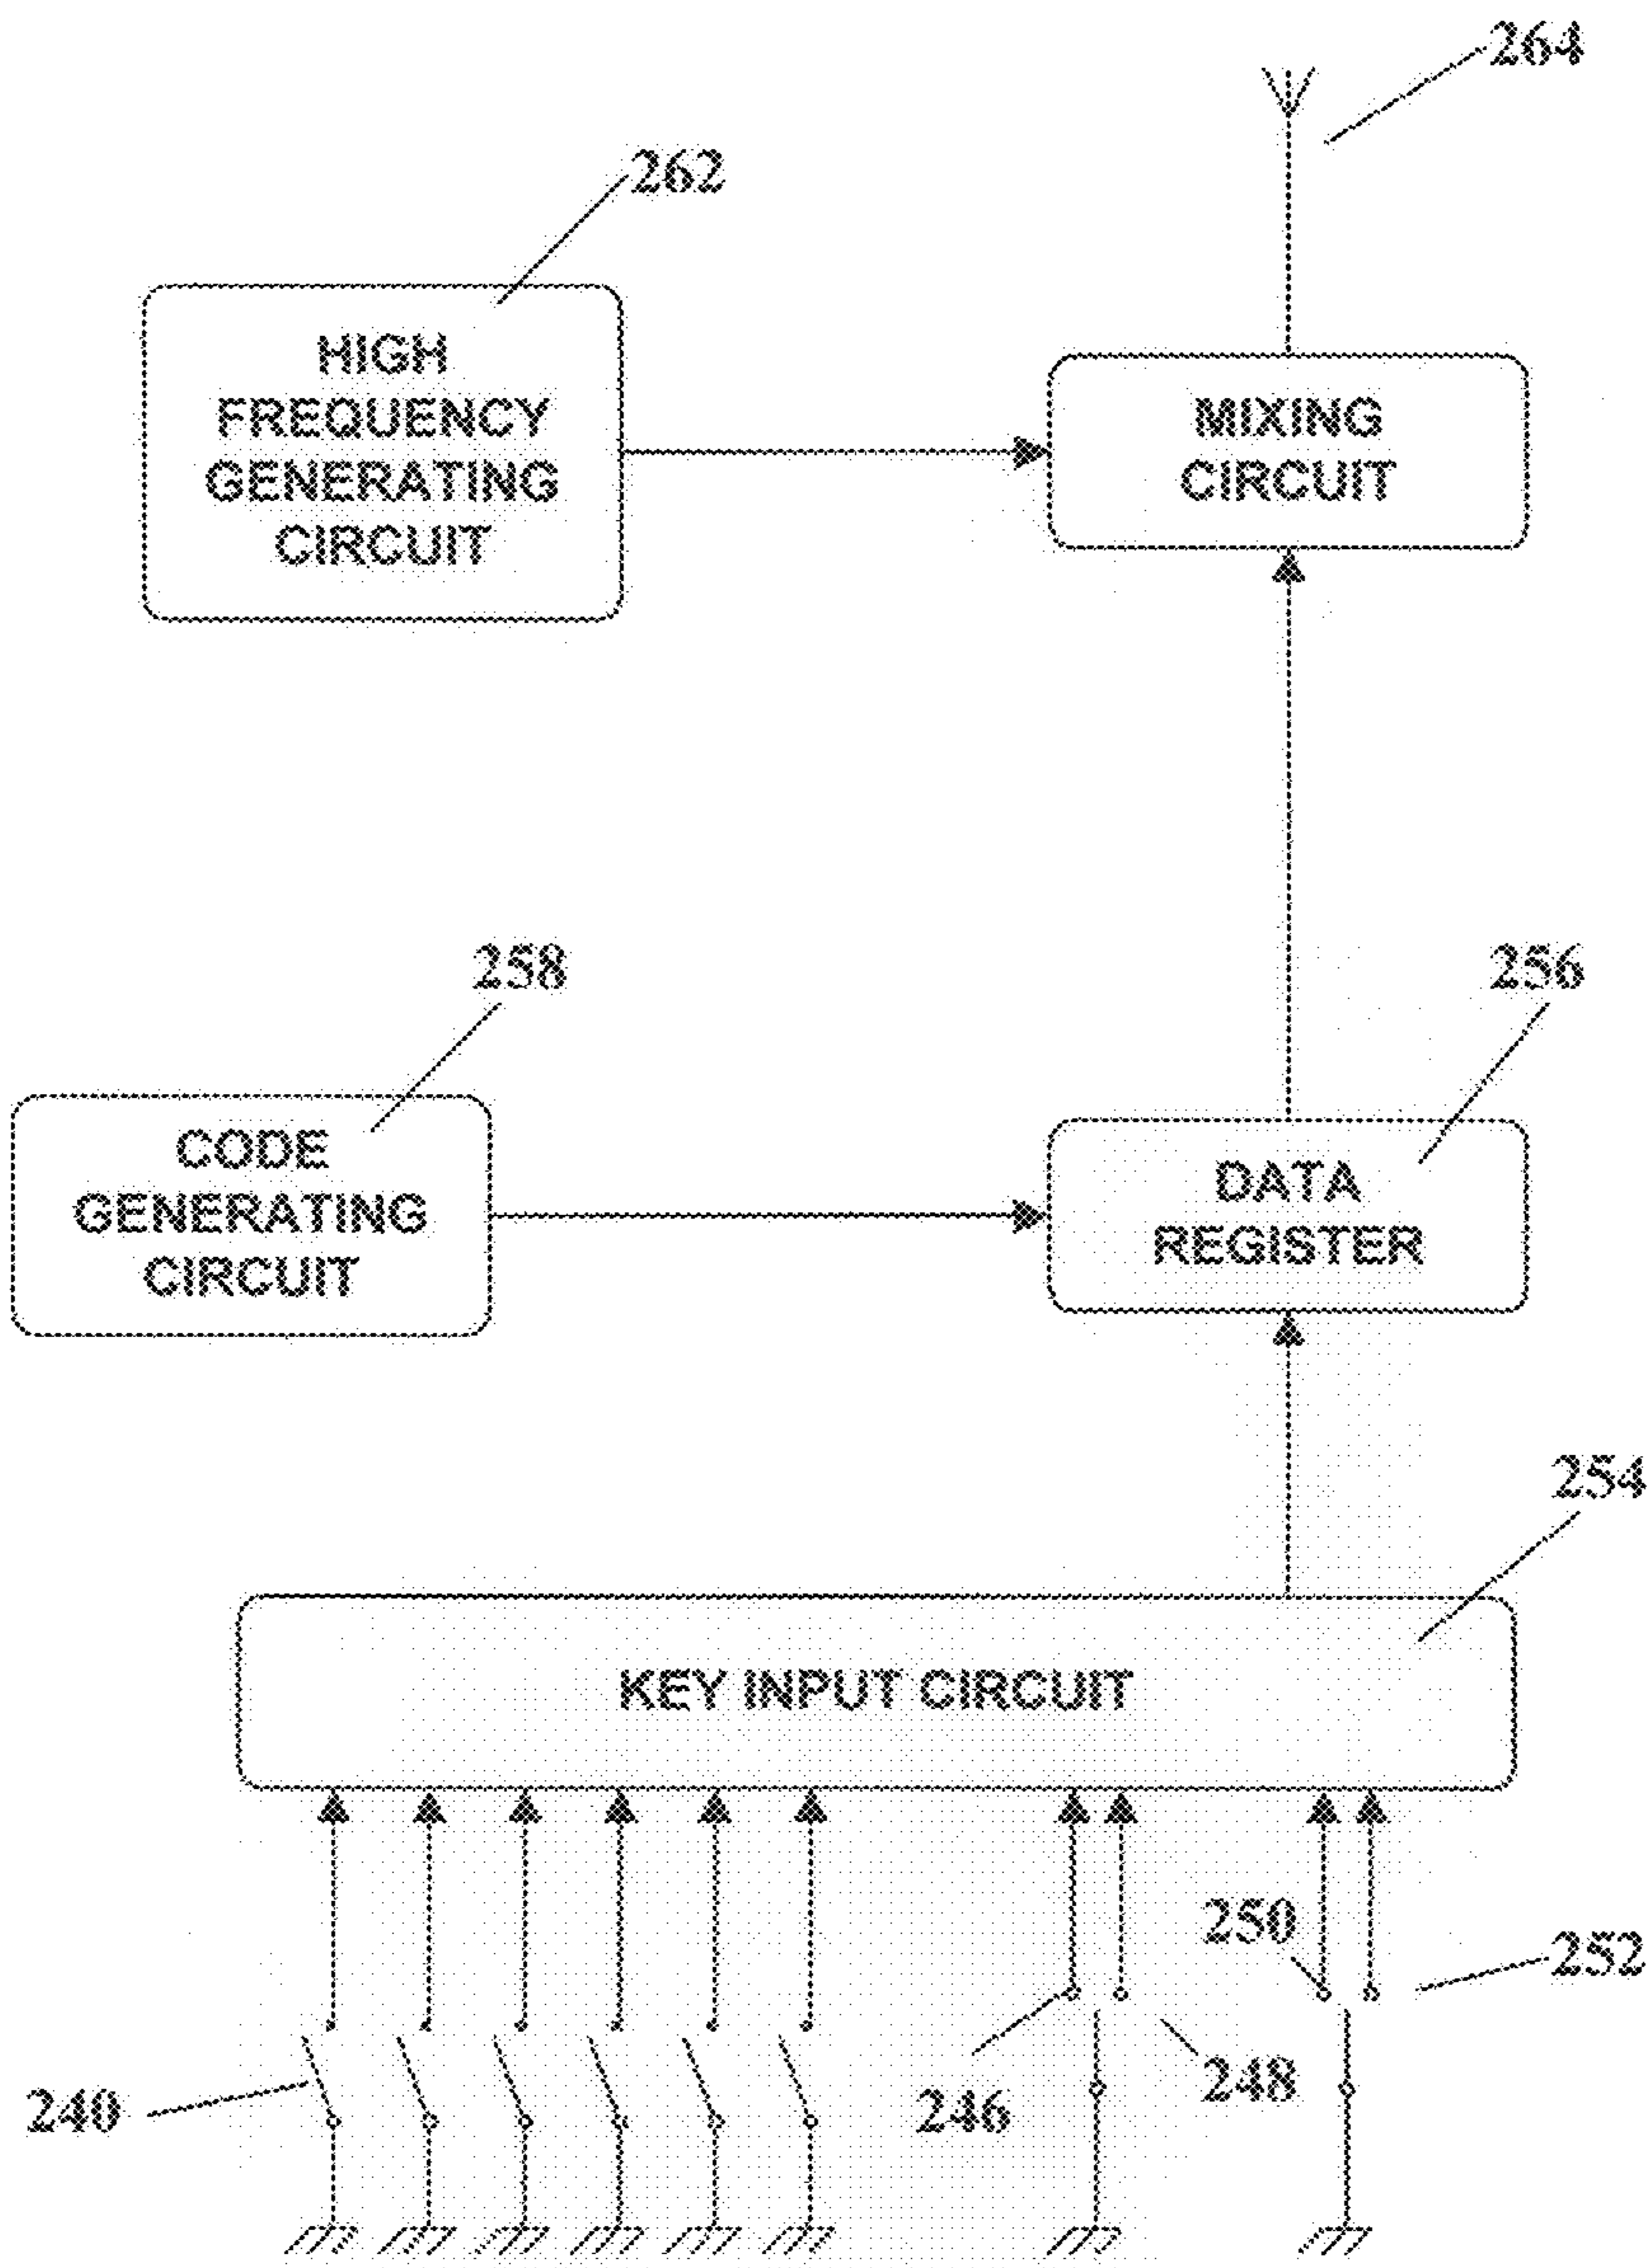 264
262
HIGH
FREQUENCY
GENERATING
CIRCUIT
MIXING
CIRCUIT
258
256
CODE
GENERATING
CIRCUIT
DATA
REGISTER
254
KEY INPUT CIRCUIT
250
252
240
246
248